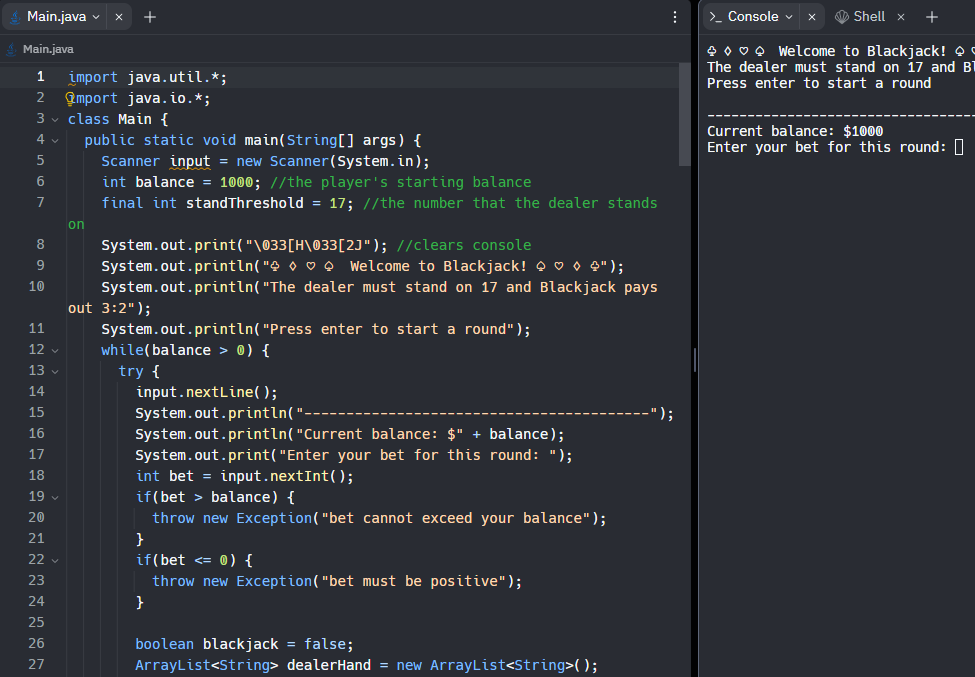 Main.java
Console
Shell
Main.java
1 import java.util.*;
2 import java.io.*;
3 class Main {
4 public static void main(String[] args) {
5 Scanner input = new Scanner(System.in);
6 int balance = 1000; //the player's starting balance
7 final int standThreshold = 17; //the number that the dealer stands
on
8 System.out.print("\033[H\033[2J"); //clears console
9 System.out.println("♧ ♢ ♡ ♤  Welcome to Blackjack! ♤ ♡ ♢ ♧");
10 System.out.println("The dealer must stand on 17 and Blackjack pays
out 3:2");
11 System.out.println("Press enter to start a round");
12 while(balance > 0) {
13 try {
14 input.nextLine();
15 System.out.println("-----------------------------------------");
16 System.out.println("Current balance: $" + balance);
17 System.out.print("Enter your bet for this round: ");
18 int bet = input.nextInt();
19 if(bet > balance) {
20 throw new Exception("bet cannot exceed your balance");
21 }
22 if(bet <= 0) {
23 throw new Exception("bet must be positive");
24 }
25
26 boolean blackjack = false;
27 ArrayList<String> dealerHand = new ArrayList<String>();
♧ ♢ ♡ ♤  Welcome to Blackjack! ♤
The dealer must stand on 17 and Bl
Press enter to start a round
----------------------------------
Current balance: $1000
Enter your bet for this round: